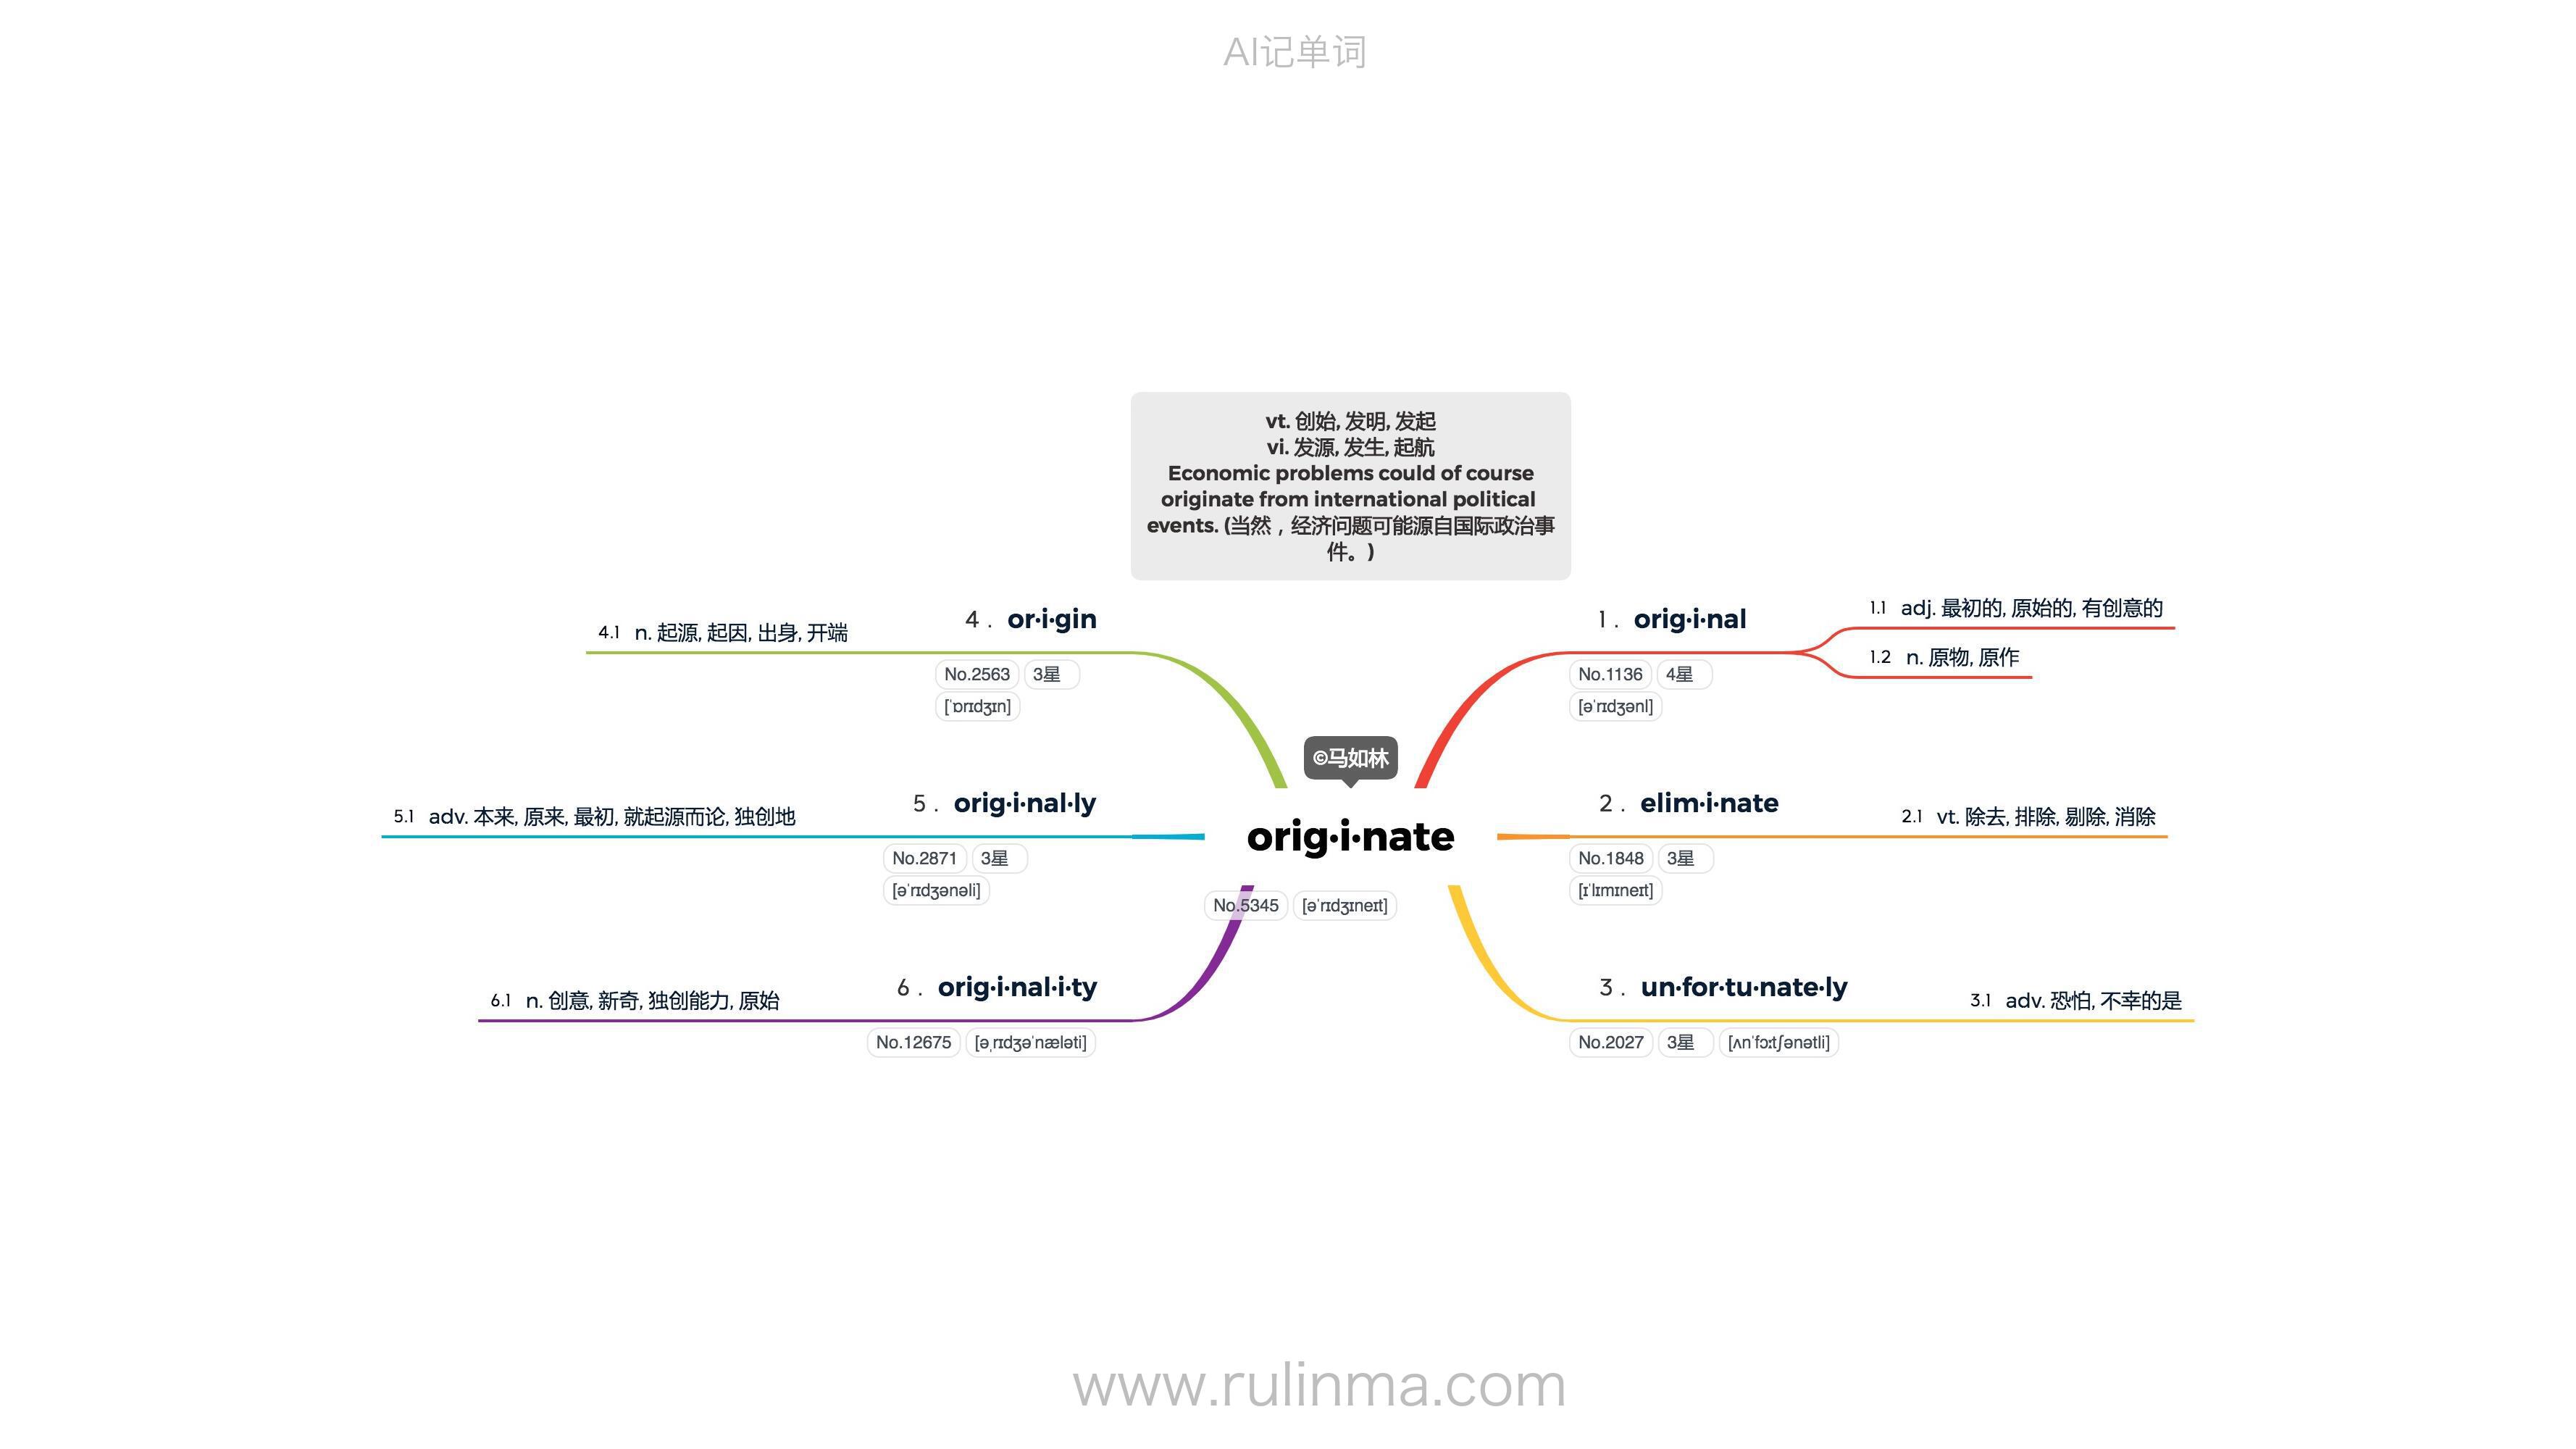 AI记单词
vt. 创始, 发明, 发起
vi. 发源, 发生, 起航
Economic problems could of course
originate from international political
events. (当然，经济问题可能源自国际政治事
件。)
©马如林
orig·i·nate
No.5345 [əˈrɪdʒɪneɪt]
1. orig·i·nal
No.1136 4星
[əˈrɪdʒənl]
1.1 adj. 最初的, 原始的, 有创意的
1.2 n. 原物, 原作
2. elim·i·nate
No.1848 3星
[ɪˈlɪmɪneɪt]
2.1 vt. 除去, 排除, 剔除, 消除
3. un·for·tu·nate·ly
No.2027 3星 [ʌnˈfɔːtʃənətli]
3.1 adv. 恐怕, 不幸的是
4. or·i·gin
No.2563 3星
[ˈɒrɪdʒɪn]
4.1 n. 起源, 起因, 出身, 开端
5. orig·i·nal·ly
No.2871 3星
[əˈrɪdʒənəli]
5.1 adv. 本来, 原来, 最初, 就起源而论, 独创地
6. orig·i·nal·i·ty
No.12675 [əˌrɪdʒəˈnæləti]
6.1 n. 创意, 新奇, 独创能力, 原始
www.rulinma.com